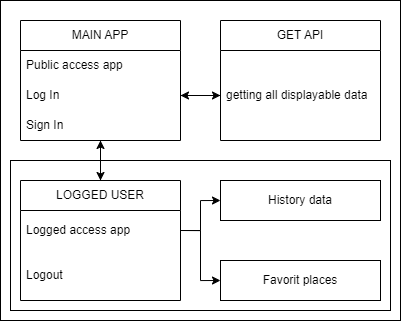 MAIN APP
Public access app
Log In
Sign In
GET API
getting all displayable data
LOGGED USER
Logged access app
Logout
History data
Favorit places